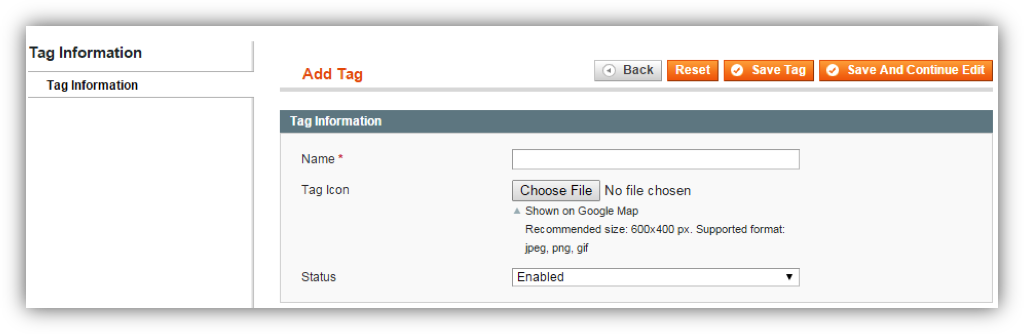 Tag Information
Tag Information
Add Tag
Back
Reset
Save Tag
Save And Continue Edit
Tag Information
Name *
Tag Icon
Choose File No file chosen
Shown on Google Map
Recommended size: 600x400 px. Supported format:
jpeg, png, gif
Status
Enabled